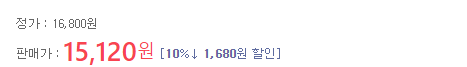 정가 : 16,800원
판매가 : 15,120원 [10%↓ 1,680원 할인]